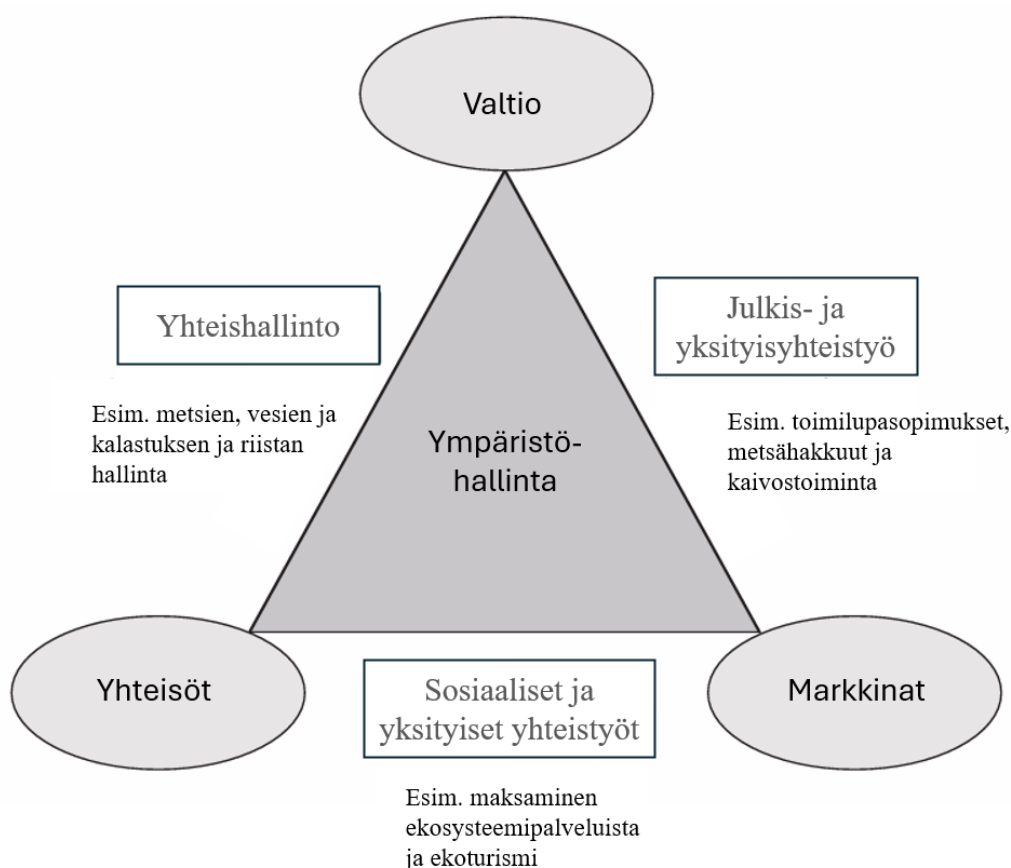 Valtio
Yhteishallinto
Julkis- ja
yksityisyhteistyö
Esim. metsien, vesien ja
kalastuksen ja riistan
hallinta
Ympäristö-
hallinta
Esim. toimilupasopimukset,
metsähakkuut ja
kaivostoiminta
Yhteisöt
Sosiaaliset ja
yksityiset yhteistyöt
Markkinat
Esim. maksaminen
ekosysteemipalveluista
ja ekoturismi